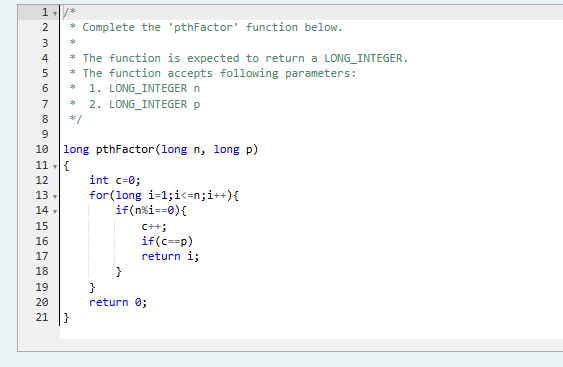 1 /*
2  * Complete the 'pthFactor' function below.
3  *
4  * The function is expected to return a LONG_INTEGER.
5  * The function accepts following parameters:
6  *  1. LONG_INTEGER n
7  *  2. LONG_INTEGER p
8  */
9
10 long pthFactor(long n, long p)
11 {
12     int c=0;
13     for(long i=1;i<=n;i++){
14         if(n%i==0){
15             c++;
16             if(c==p)
17             return i;
18         }
19     }
20     return 0;
21 }